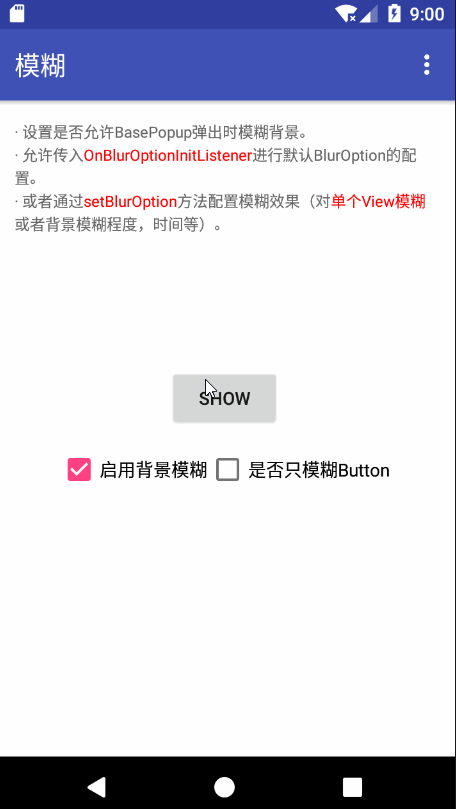 9:00
模糊
· 设置是否允许BasePopup弹出时模糊背景。
· 允许传入OnBlurOptionInitListener进行默认BlurOption的配
置。
· 或者通过setBlurOption方法配置模糊效果（对单个View模糊
或者背景模糊程度，时间等）。
SHOW
启用背景模糊 是否只模糊Button